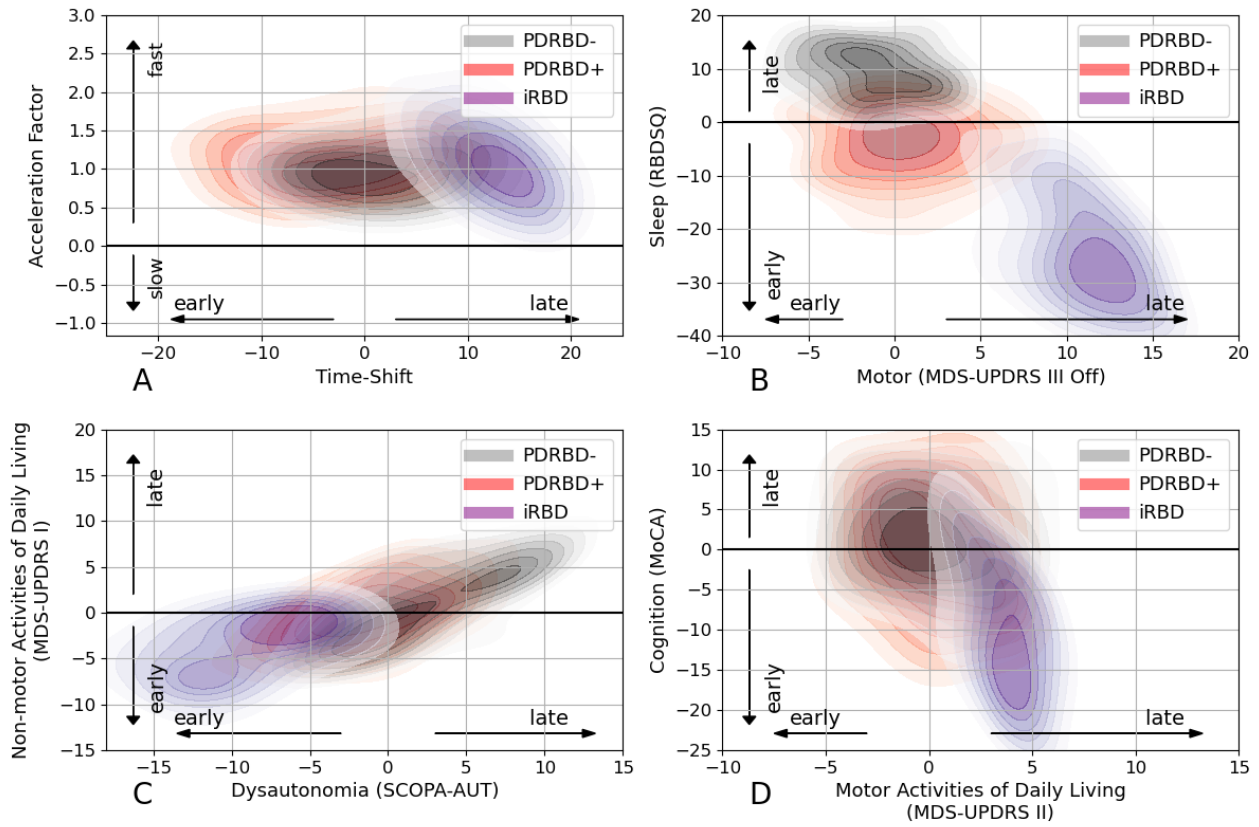 3.0
2.5
2.0
1.5
1.0
0.5
0.0
−0.5
−1.0
Acceleration Factor
fast
slow
early
late
PDRBD-
PDRBD+
iRBD
−20
−10
0
10
20
A
Time-Shift
20
10
0
−10
−20
−30
−40
Sleep (RBDSQ)
late
early
late
PDRBD-
PDRBD+
iRBD
−10
−5
0
5
10
15
20
B
Motor (MDS-UPDRS III Off)
20
15
10
5
0
−5
−10
−15
Non-motor Activities of Daily Living
(MDS-UPDRS I)
late
early
early
late
PDRBD-
PDRBD+
iRBD
−15
−10
−5
0
5
10
15
C
Dysautonomia (SCOPA-AUT)
15
10
5
0
−5
−10
−15
−20
−25
Cognition (MoCA)
late
early
early
late
PDRBD-
PDRBD+
iRBD
−10
−5
0
5
10
15
D
Motor Activities of Daily Living
(MDS-UPDRS II)